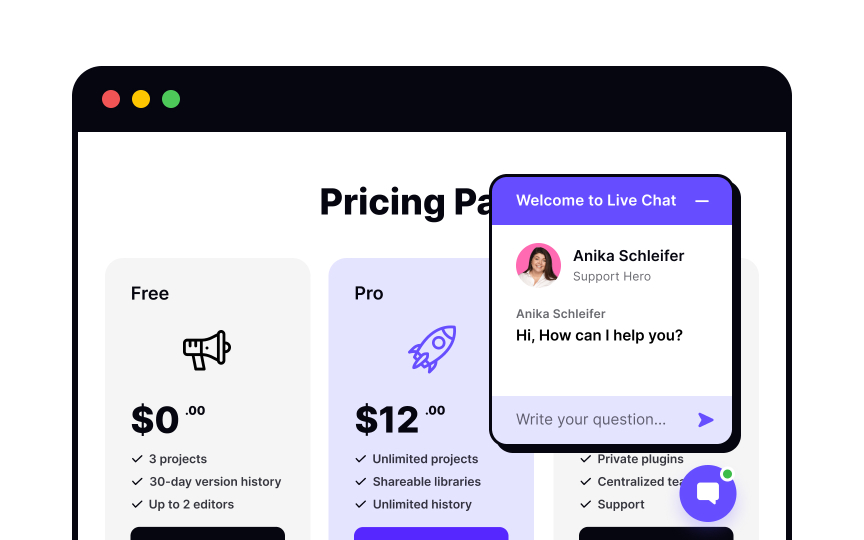 Pricing Pa
Welcome to Live Chat
Anika Schleifer
Support Hero
Anika Schleifer
Hi, How can I help you?
Write your question...
Free
$0 .00
3 projects
30-day version history
Up to 2 editors
Pro
$12 .00
Unlimited projects
Shareable libraries
Unlimited history
Private plugins
Centralized tea
Support